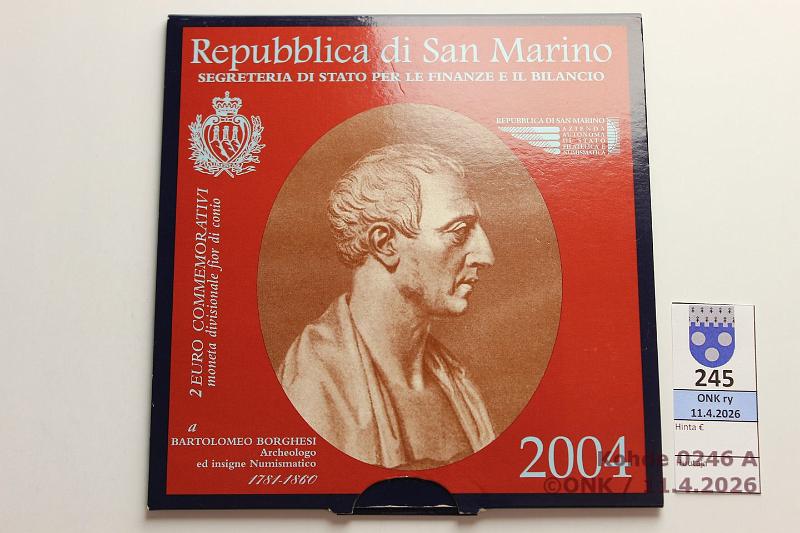 Repubblica di San Marino
SEGRETERIA DI STATO PER LE FINANZE E IL BILANCIO
REPUBBLICA DI SAN MARINO
AZIENDA
AUTONOMA
DI STATO
FILATELICA E
NUMISMATICA
2 EURO COMMEMORATIVI
moneta divisionale fior di conio
a
BARTOLOMEO BORGHESI
Archeologo
ed insigne Numismatico
1781-1860
2004
245
ONK ry
11.4.2026
Hinta €
Kohde 0246 A
©ONK / 11.4.2026